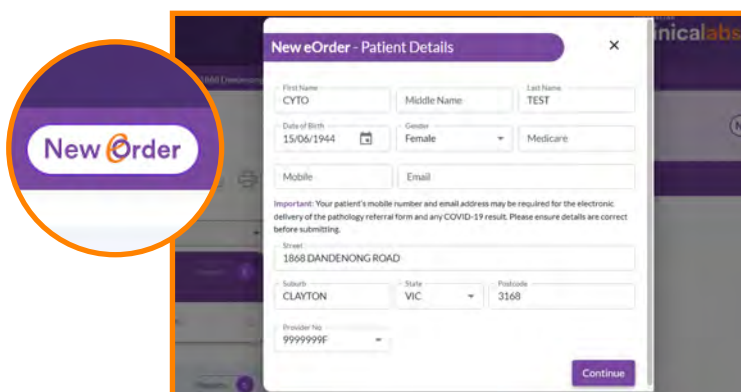 New eOrder
New eOrder - Patient Details
First Name
CYTO
Middle Name
Last Name
TEST
Date of Birth
15/06/1944
Gender
Female
Medicare
Mobile
Email
Important: Your patient's mobile number and email address may be required for the electronic
delivery of the pathology referral form and any COVID-19 result. Please ensure details are correct
before submitting.
Street
1868 DANDENONG ROAD
Suburb
CLAYTON
State
VIC
Postcode
3168
Provider No
9999999F
Continue
inicallabs